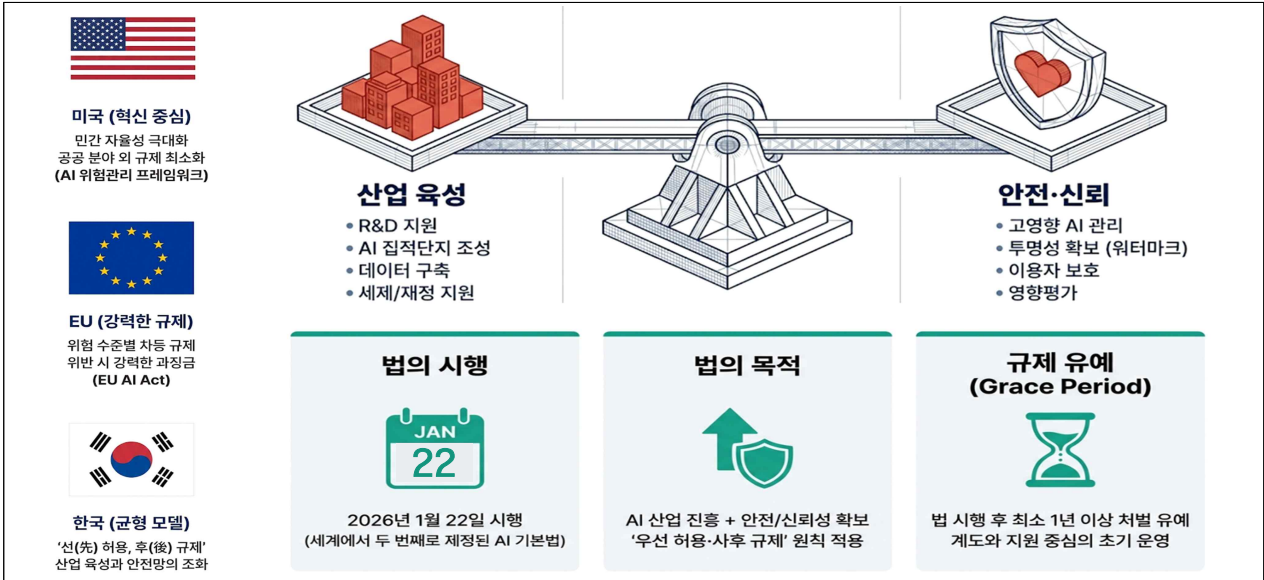 미국 (혁신 중심)
민간 자율성 극대화
공공 분야 외 규제 최소화
(AI 위험관리 프레임워크)
EU (강력한 규제)
위험 수준별 차등 규제
위반 시 강력한 과징금
(EU AI Act)
한국 (균형 모델)
‘선(先) 허용, 후(後) 규제’
산업 육성과 안전망의 조화
산업 육성
• R&D 지원
• AI 집적단지 조성
• 데이터 구축
• 세제/재정 지원
안전·신뢰
• 고영향 AI 관리
• 투명성 확보 (워터마크)
• 이용자 보호
• 영향평가
법의 시행
JAN
22
2026년 1월 22일 시행
(세계에서 두 번째로 제정된 AI 기본법)
법의 목적
AI 산업 진흥 + 안전/신뢰성 확보
‘우선 허용·사후 규제’ 원칙 적용
규제 유예
(Grace Period)
법 시행 후 최소 1년 이상 처벌 유예
계도와 지원 중심의 초기 운영